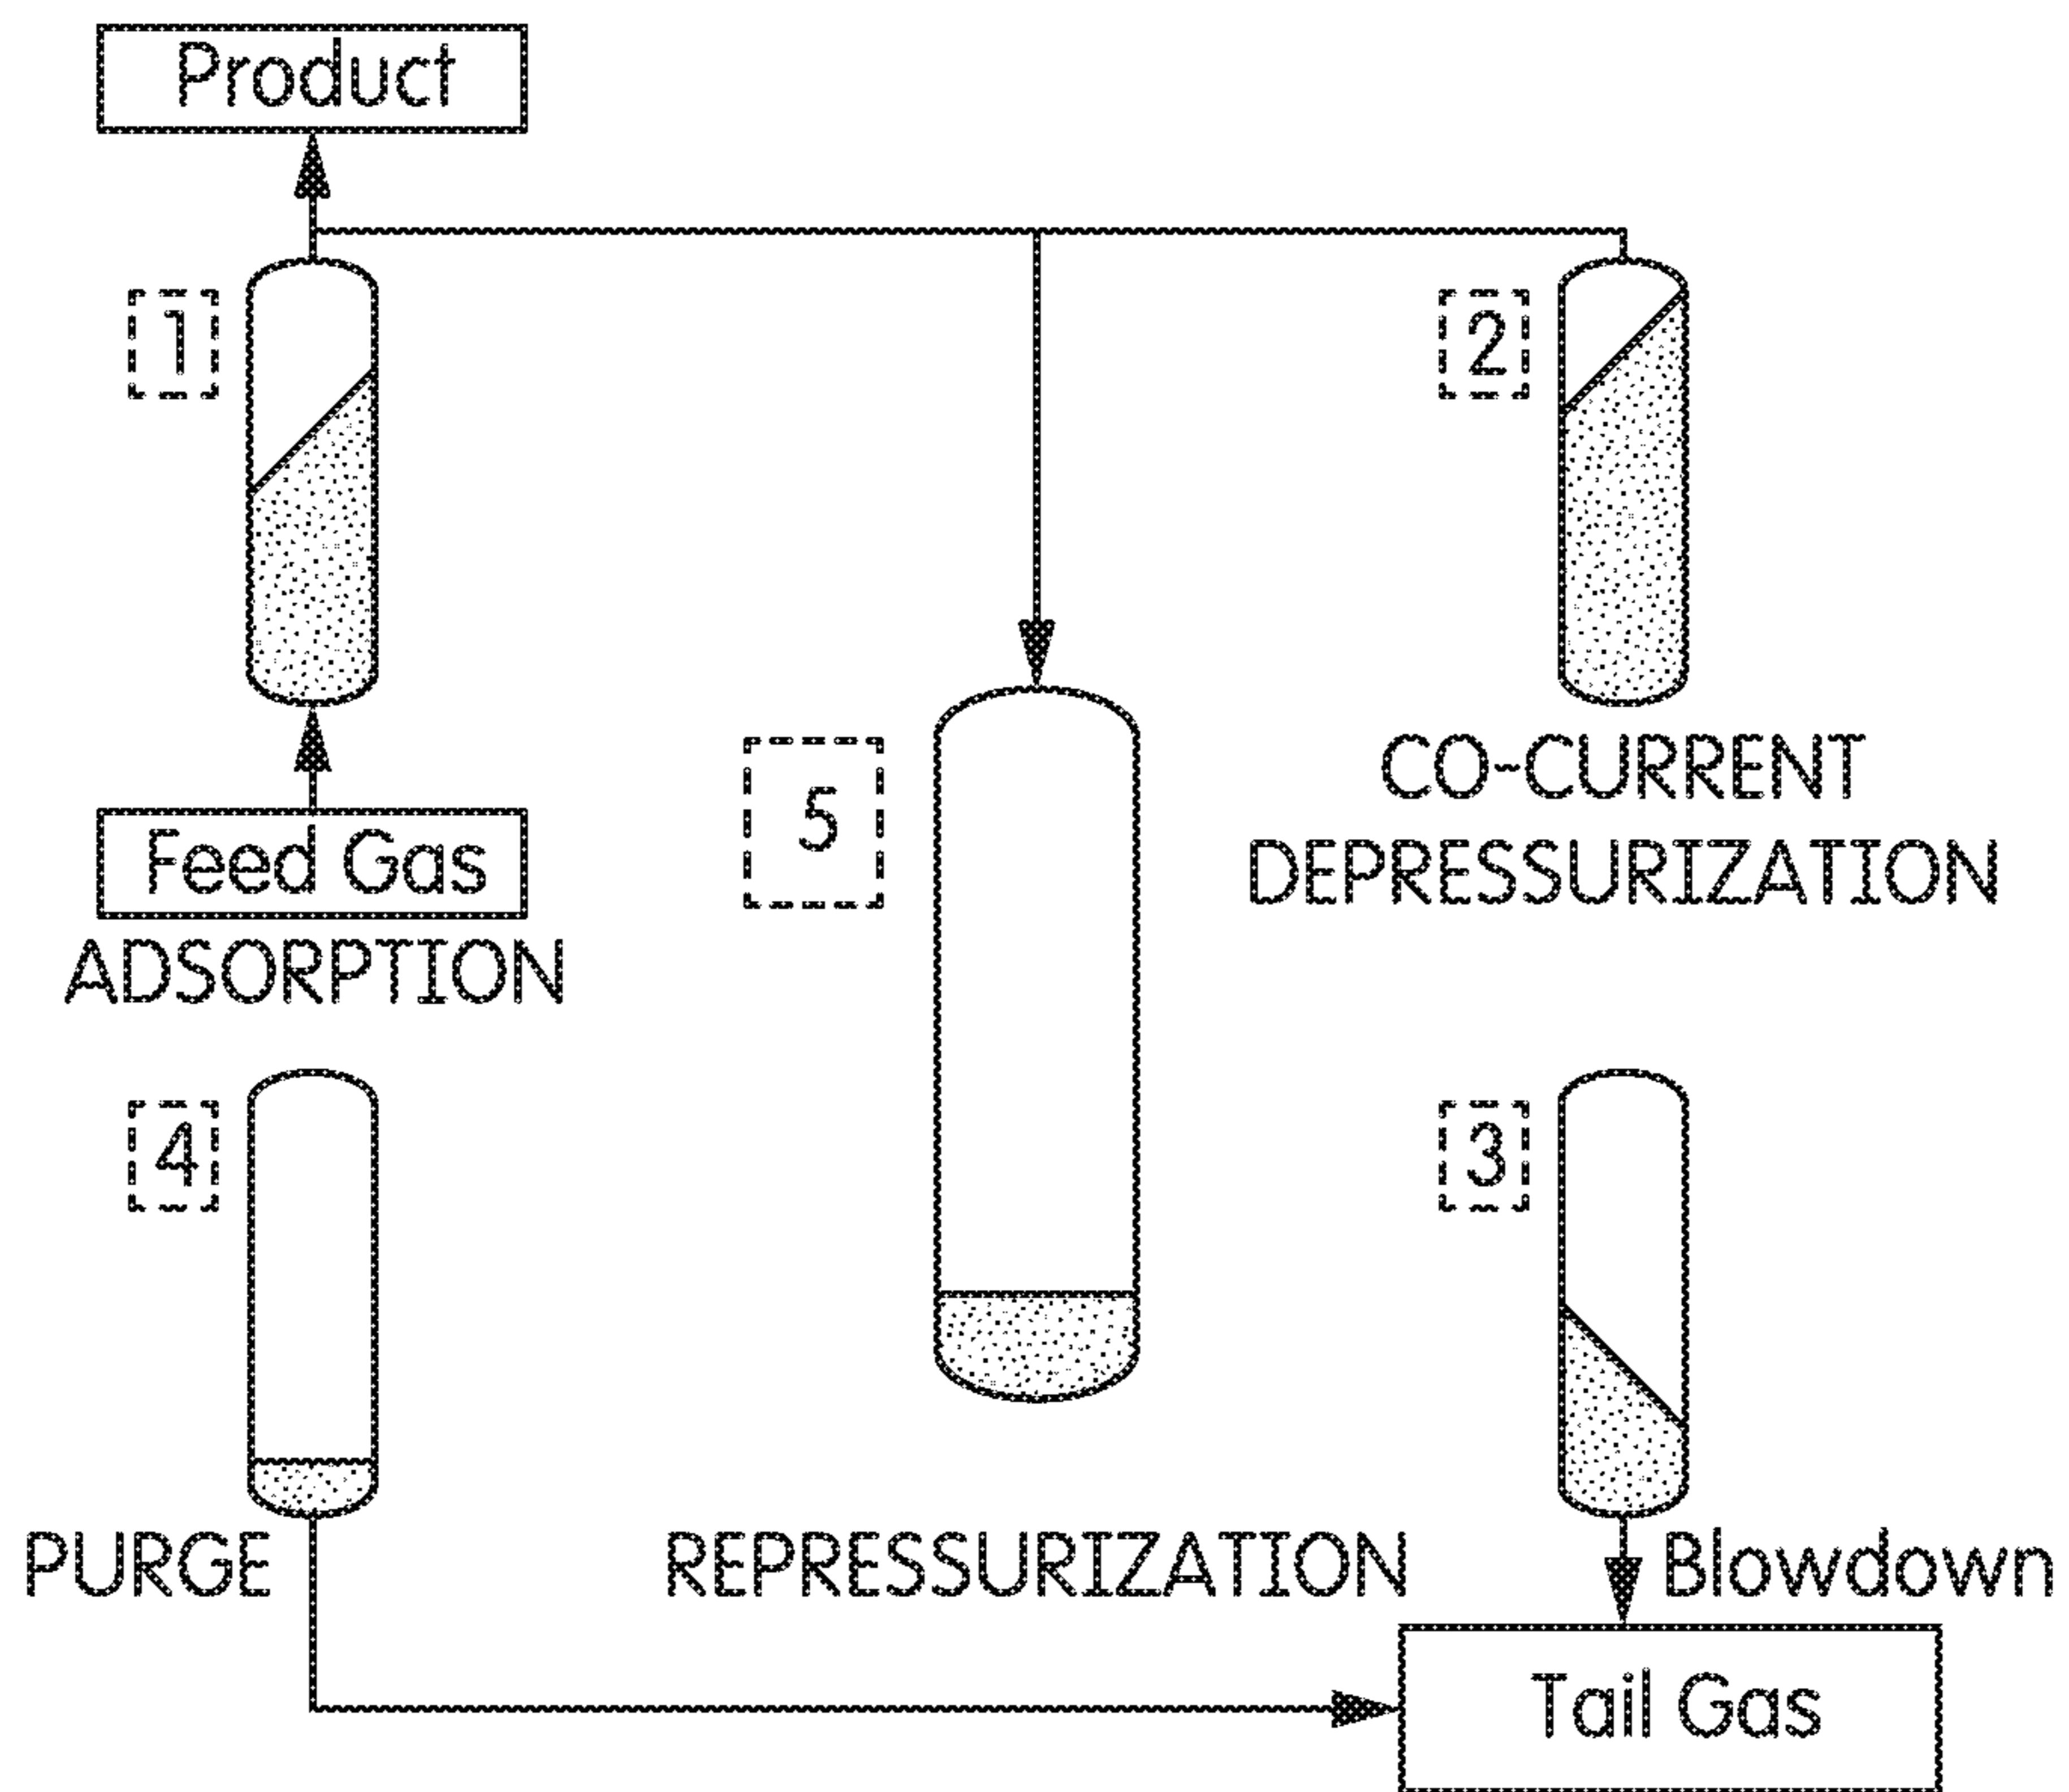 Product
1
2
Feed Gas
ADSORPTION
5
CO-CURRENT
DEPRESSURIZATION
4
3
PURGE
REPRESSURIZATION
Blowdown
Tail Gas